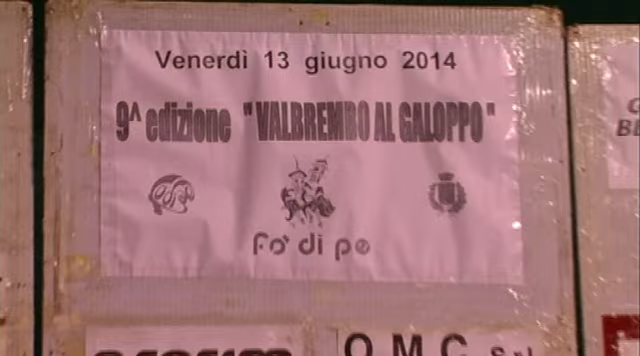 Venerdì 13 giugno 2014
9^ edizione "VALBREMBO AL GALOPPO"
Fo' di pe
O.M.C. S.r.l.